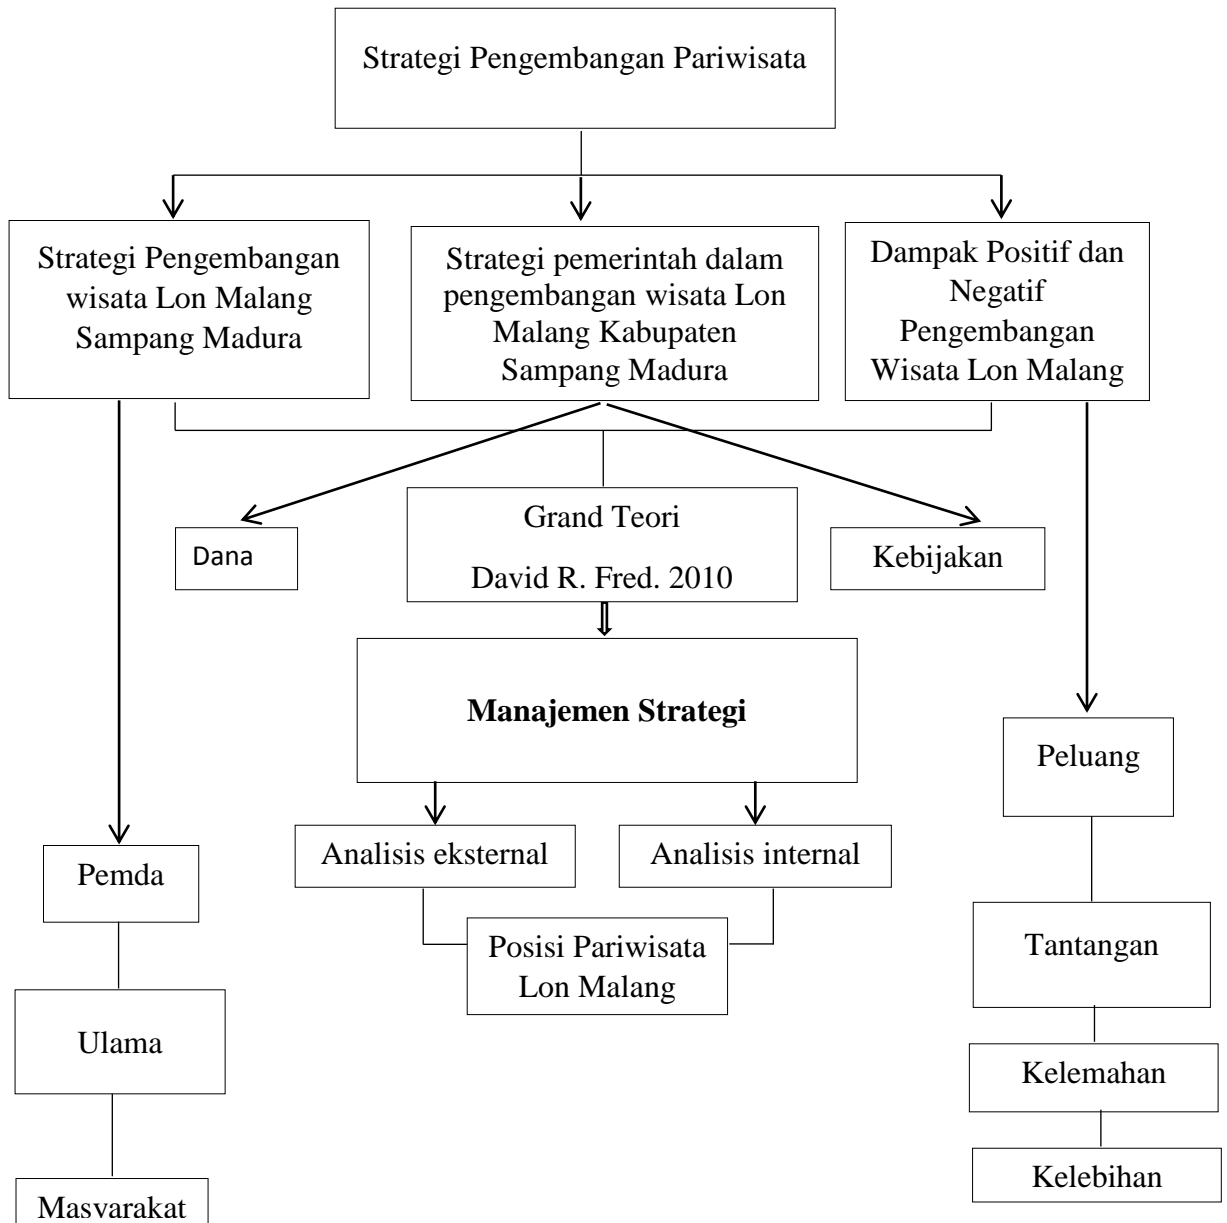 Strategi Pengembangan Pariwisata
Strategi Pengembangan
wisata Lon Malang
Sampang Madura
Strategi pemerintah dalam
pengembangan wisata Lon
Malang Kabupaten
Sampang Madura
Dampak Positif dan
Negatif
Pengembangan
Wisata Lon Malang
Dana
Grand Teori
David R. Fred. 2010
Kebijakan
Manajemen Strategi
Peluang
Analisis eksternal
Analisis internal
Pemda
Posisi Pariwisata
Lon Malang
Tantangan
Ulama
Kelemahan
Kelebihan
Masyarakat